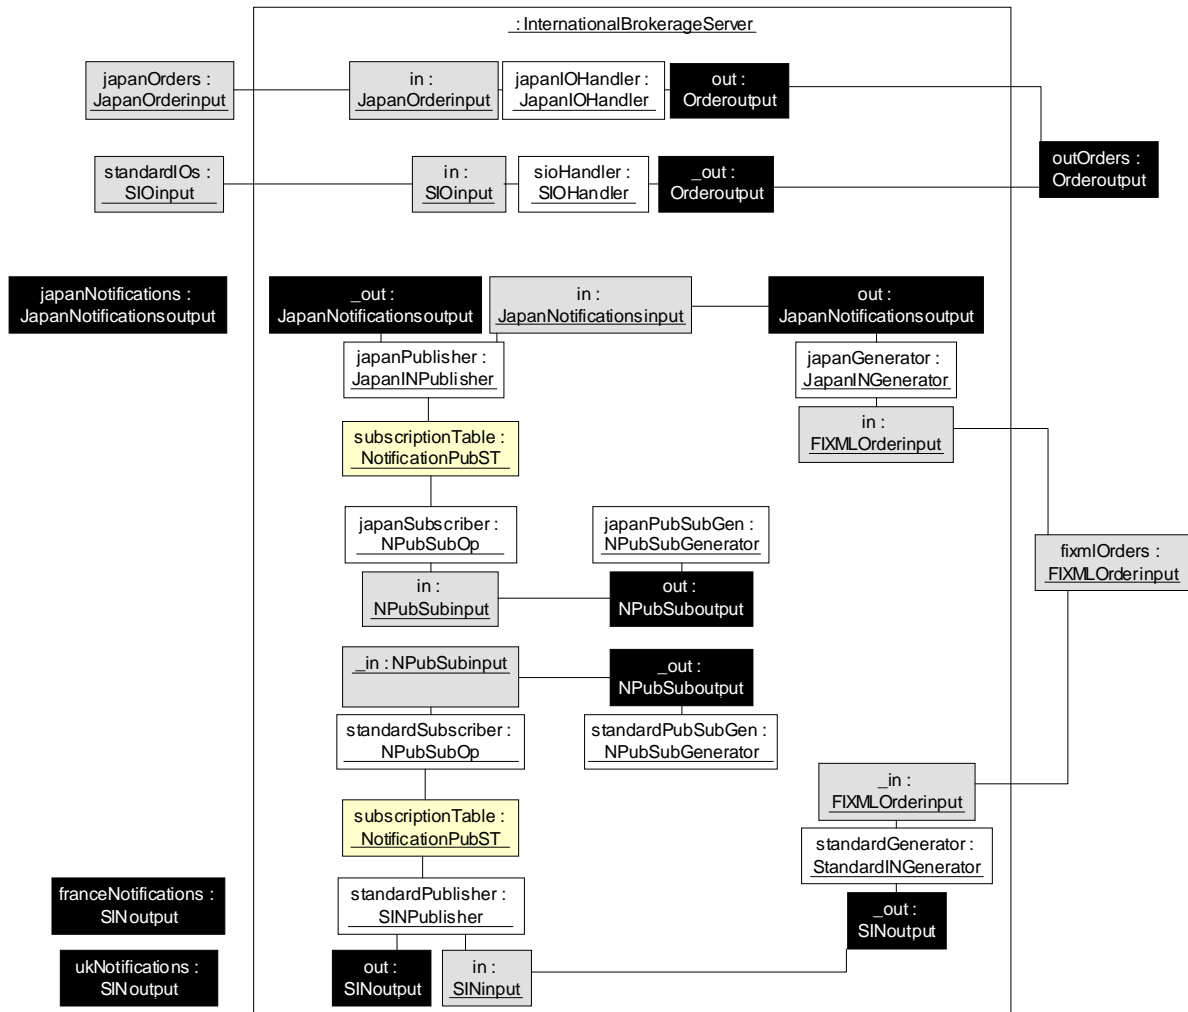 : InternationalBrokerageServer
japanOrders :
JapanOrderinput
in :
JapanOrderinput
japanIOHandler :
JapanIOHandler
out :
Orderoutput
standardIOs :
SIOinput
in :
SIOinput
sioHandler :
SIOHandler
_out :
Orderoutput
outOrders :
Orderoutput
japanNotifications :
JapanNotificationsoutput
_out :
JapanNotificationsoutput
in :
JapanNotificationsinput
out :
JapanNotificationsoutput
japanPublisher :
JapanINPublisher
japanGenerator :
JapanINGenerator
subscriptionTable :
NotificationPubST
in :
FIXMLOrderinput
japanSubscriber :
NPubSubOp
japanPubSubGen :
NPubSubGenerator
fixmlOrders :
FIXMLOrderinput
in :
NPubSubinput
out :
NPubSuboutput
_in : NPubSubinput
_out :
NPubSuboutput
standardSubscriber :
NPubSubOp
standardPubSubGen :
NPubSubGenerator
_in :
FIXMLOrderinput
subscriptionTable :
NotificationPubST
standardGenerator :
StandardINGenerator
franceNotifications :
SINoutput
standardPublisher :
SINPublisher
_out :
SINoutput
ukNotifications :
SINoutput
out :
SINoutput
in :
SINinput